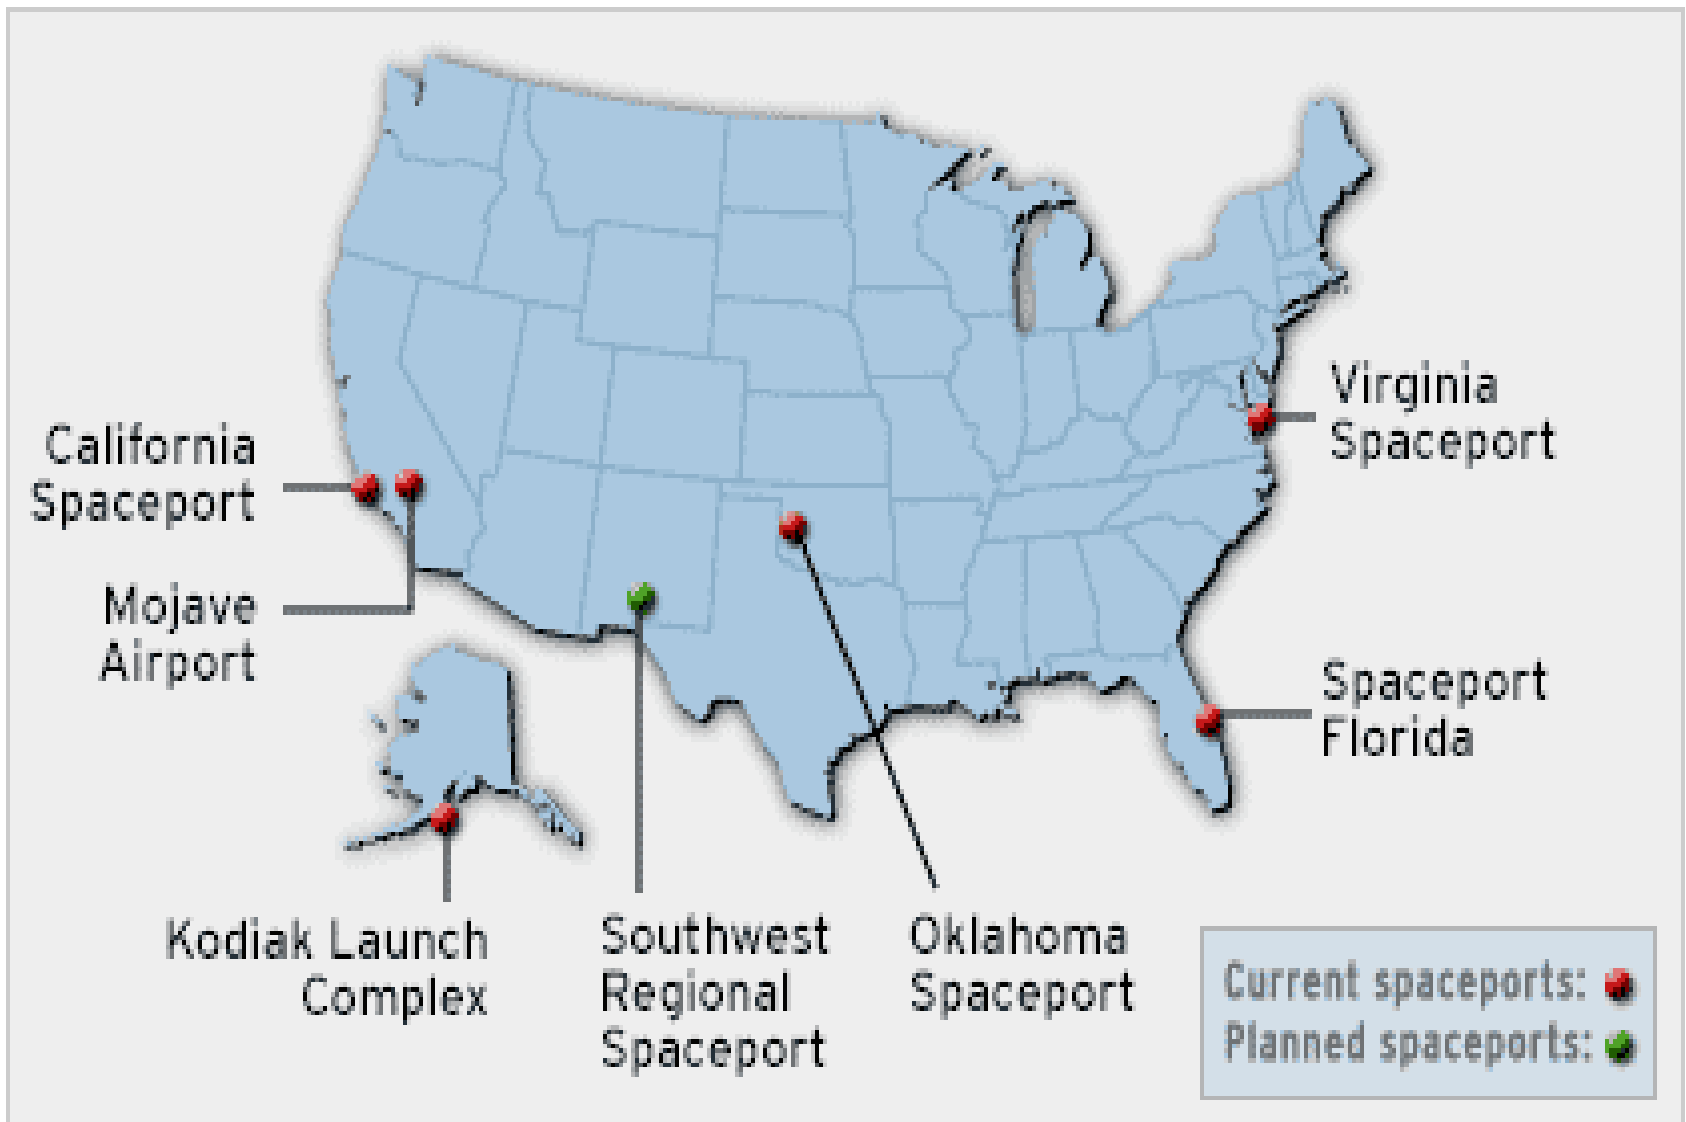 Virginia
Spaceport
California
Spaceport
Mojave
Airport
Spaceport
Florida
Kodiak Launch
Complex
Southwest
Regional
Spaceport
Oklahoma
Spaceport
Current spaceports:
Planned spaceports: